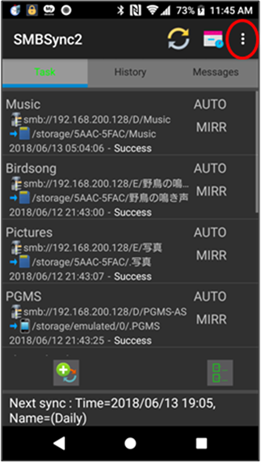 73% 11:45 AM
SMBSync2
Task History Messages
Music AUTO
smb://192.168.200.128/D/Music
/storage/5AAC-5FAC/Music MIRR
2018/06/13 05:04:06 - Success
Birdsong AUTO
smb://192.168.200.128/E/野鳥の鳴...
/storage/5AAC-5FAC/野鳥の鳴き声 MIRR
2018/06/12 21:43:00 - Success
Pictures AUTO
smb://192.168.200.128/E/写真
/storage/5AAC-5FAC/.写真 MIRR
2018/06/12 21:43:07 - Success
PGMS AUTO
smb://192.168.200.128/D/PGMS-AS
/storage/emulated/0/.PGMS MIRR
2018/06/12 21:43:25 - Success
Next sync : Time=2018/06/13 19:05,
Name=(Daily)